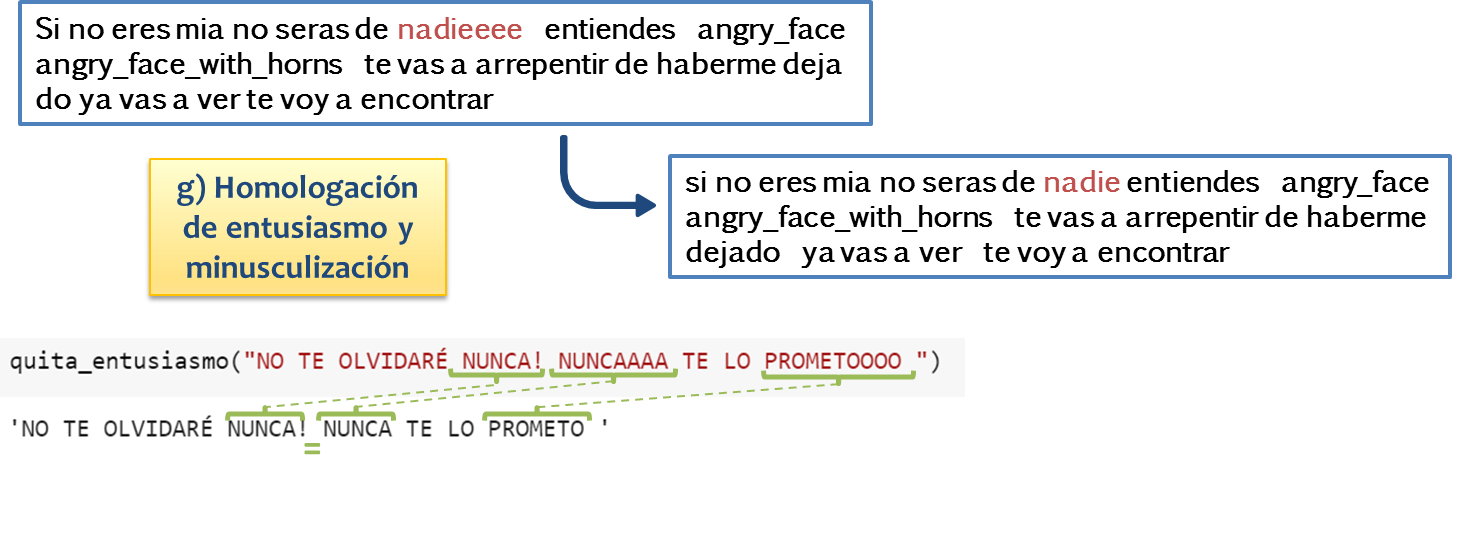 Si no eres mia no seras de nadieeee entiendes angry_face
angry_face_with_horns te vas a arrepentir de haberme deja
do ya vas a ver te voy a encontrar
g) Homologación
de entusiasmo y
minusculización
si no eres mia no seras de nadie entiendes angry_face
angry_face_with_horns te vas a arrepentir de haberme
dejado ya vas a ver te voy a encontrar
quita_entusiasmo("NO TE OLVIDARÉ NUNCA! NUNCAAAA TE LO PROMETOOOO ")
'NO TE OLVIDARÉ NUNCA! NUNCA TE LO PROMETO '
=